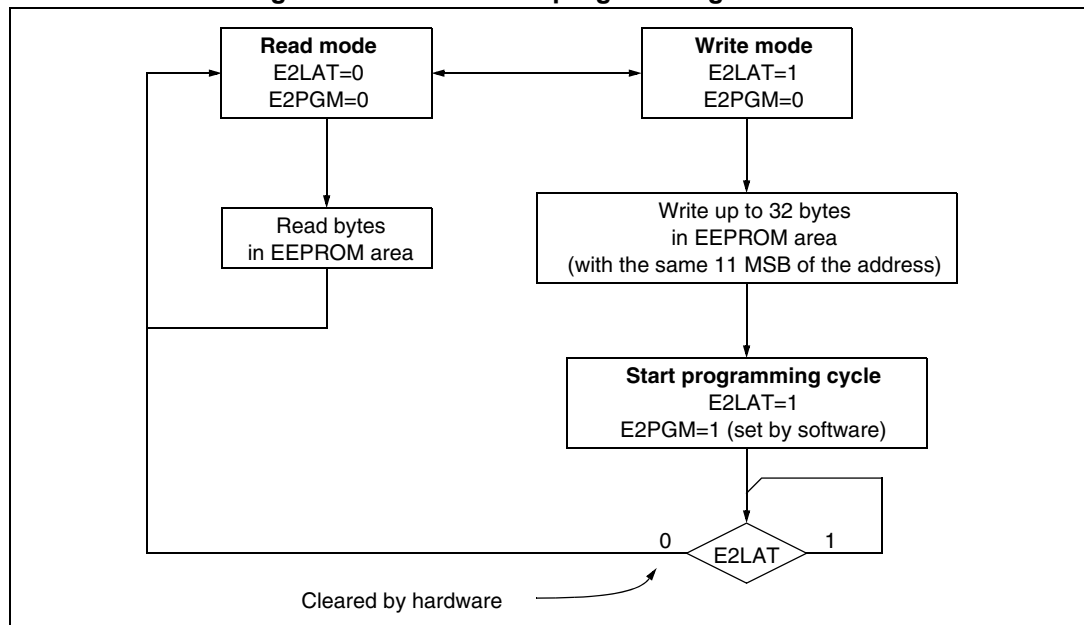 Read mode
E2LAT=0
E2PGM=0
Write mode
E2LAT=1
E2PGM=0
Read bytes
in EEPROM area
Write up to 32 bytes
in EEPROM area
(with the same 11 MSB of the address)
Start programming cycle
E2LAT=1
E2PGM=1 (set by software)
0
E2LAT
1
Cleared by hardware